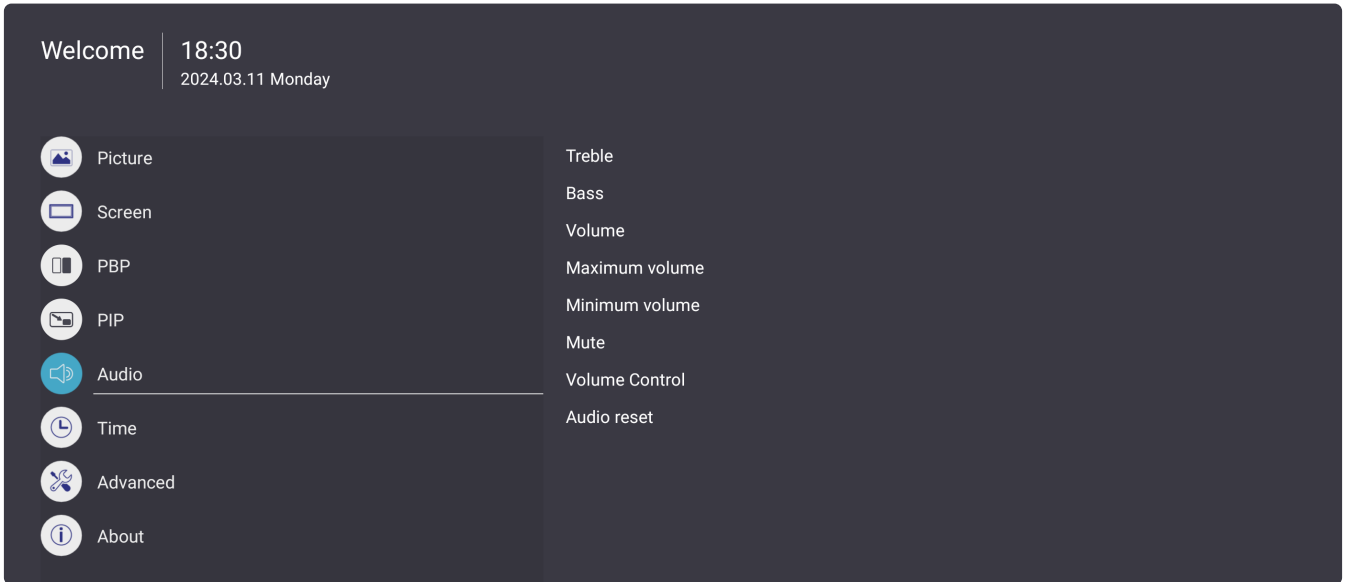 Welcome
18:30
2024.03.11 Monday
Picture
Screen
PBP
PIP
Audio
Time
Advanced
About
Treble
Bass
Volume
Maximum volume
Minimum volume
Mute
Volume Control
Audio reset